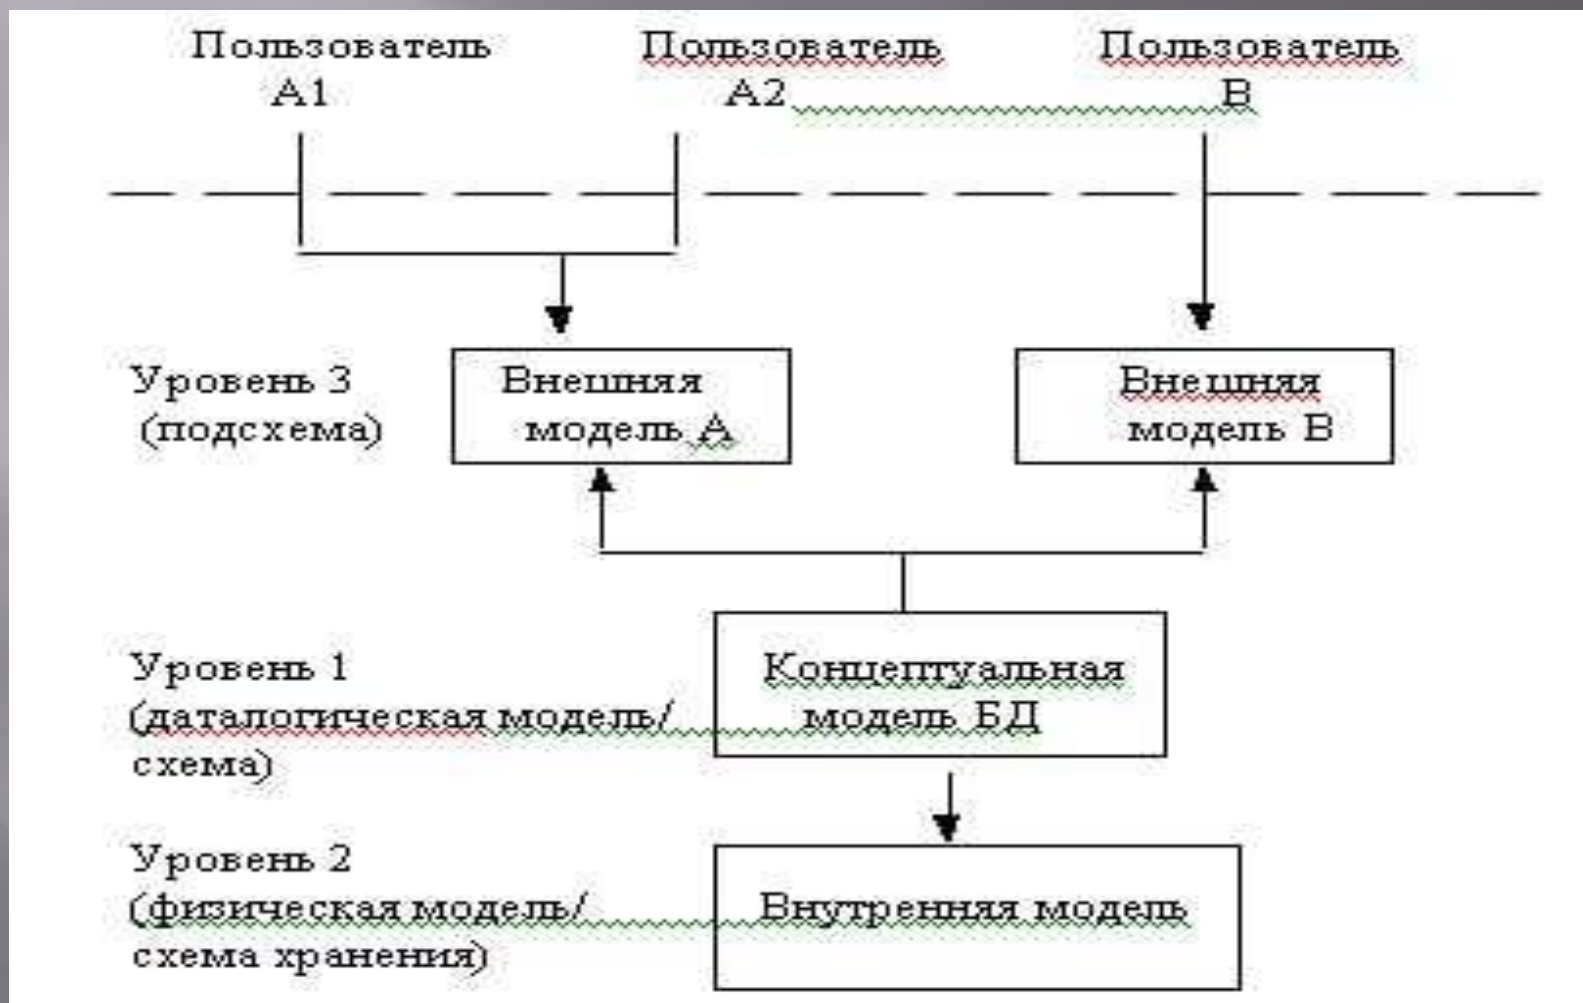 Пользователь Пользователь Пользователь
А1 А2 В
Уровень 3 Внешняя Внешняя
(подсхема) модель А модель В
Уровень 1 Концептуальная
(даталогическая модель/ модель БД
схема)
Уровень 2
(физическая модель/ Внутренняя модель
схема хранения)